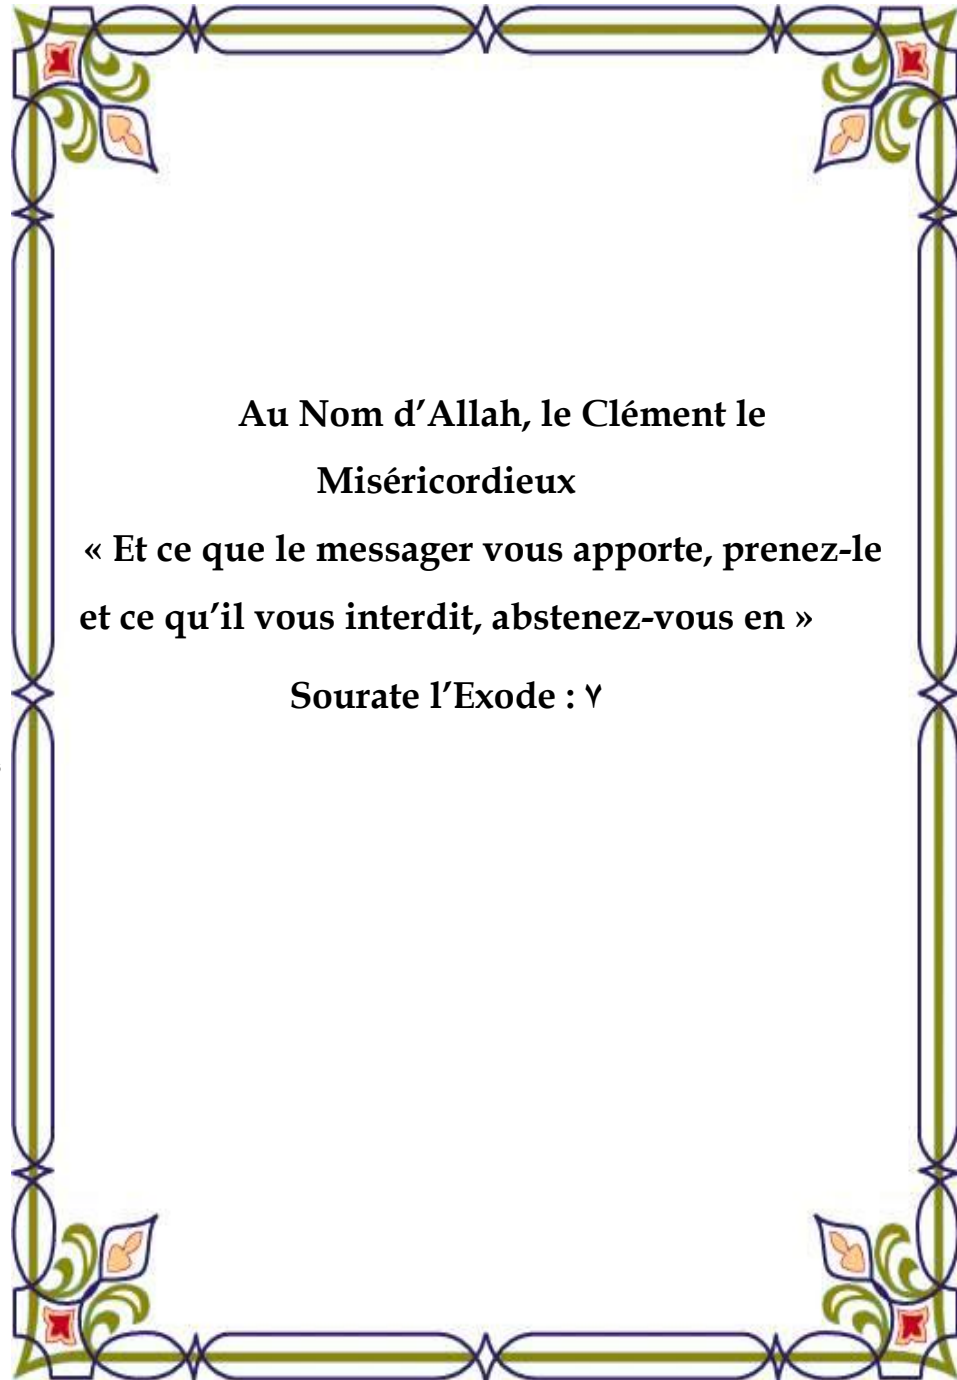 Au Nom d’Allah, le Clément le
Miséricordieux
« Et ce que le messager vous apporte, prenez-le
et ce qu’il vous interdit, abstenez-vous en »
Sourate l’Exode : ٧